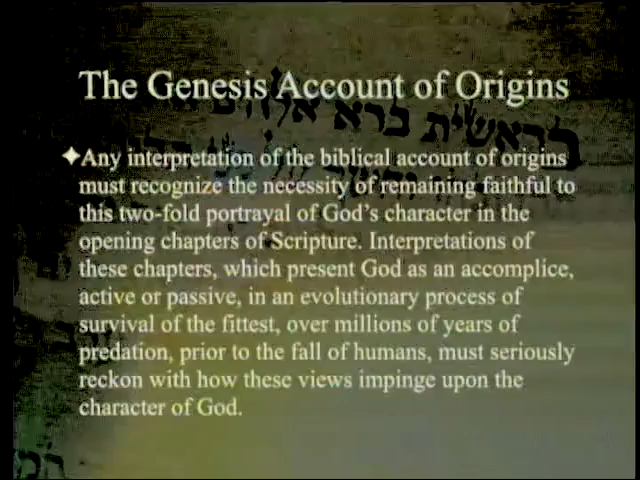 The Genesis Account of Origins
בראשית ברא אלהים
Any interpretation of the biblical account of origins
must recognize the necessity of remaining faithful to
this two-fold portrayal of God's character in the
opening chapters of Scripture. Interpretations of
these chapters, which present God as an accomplice,
active or passive, in an evolutionary process of
survival of the fittest, over millions of years of
predation, prior to the fall of humans, must seriously
reckon with how these views impinge upon the
character of God.